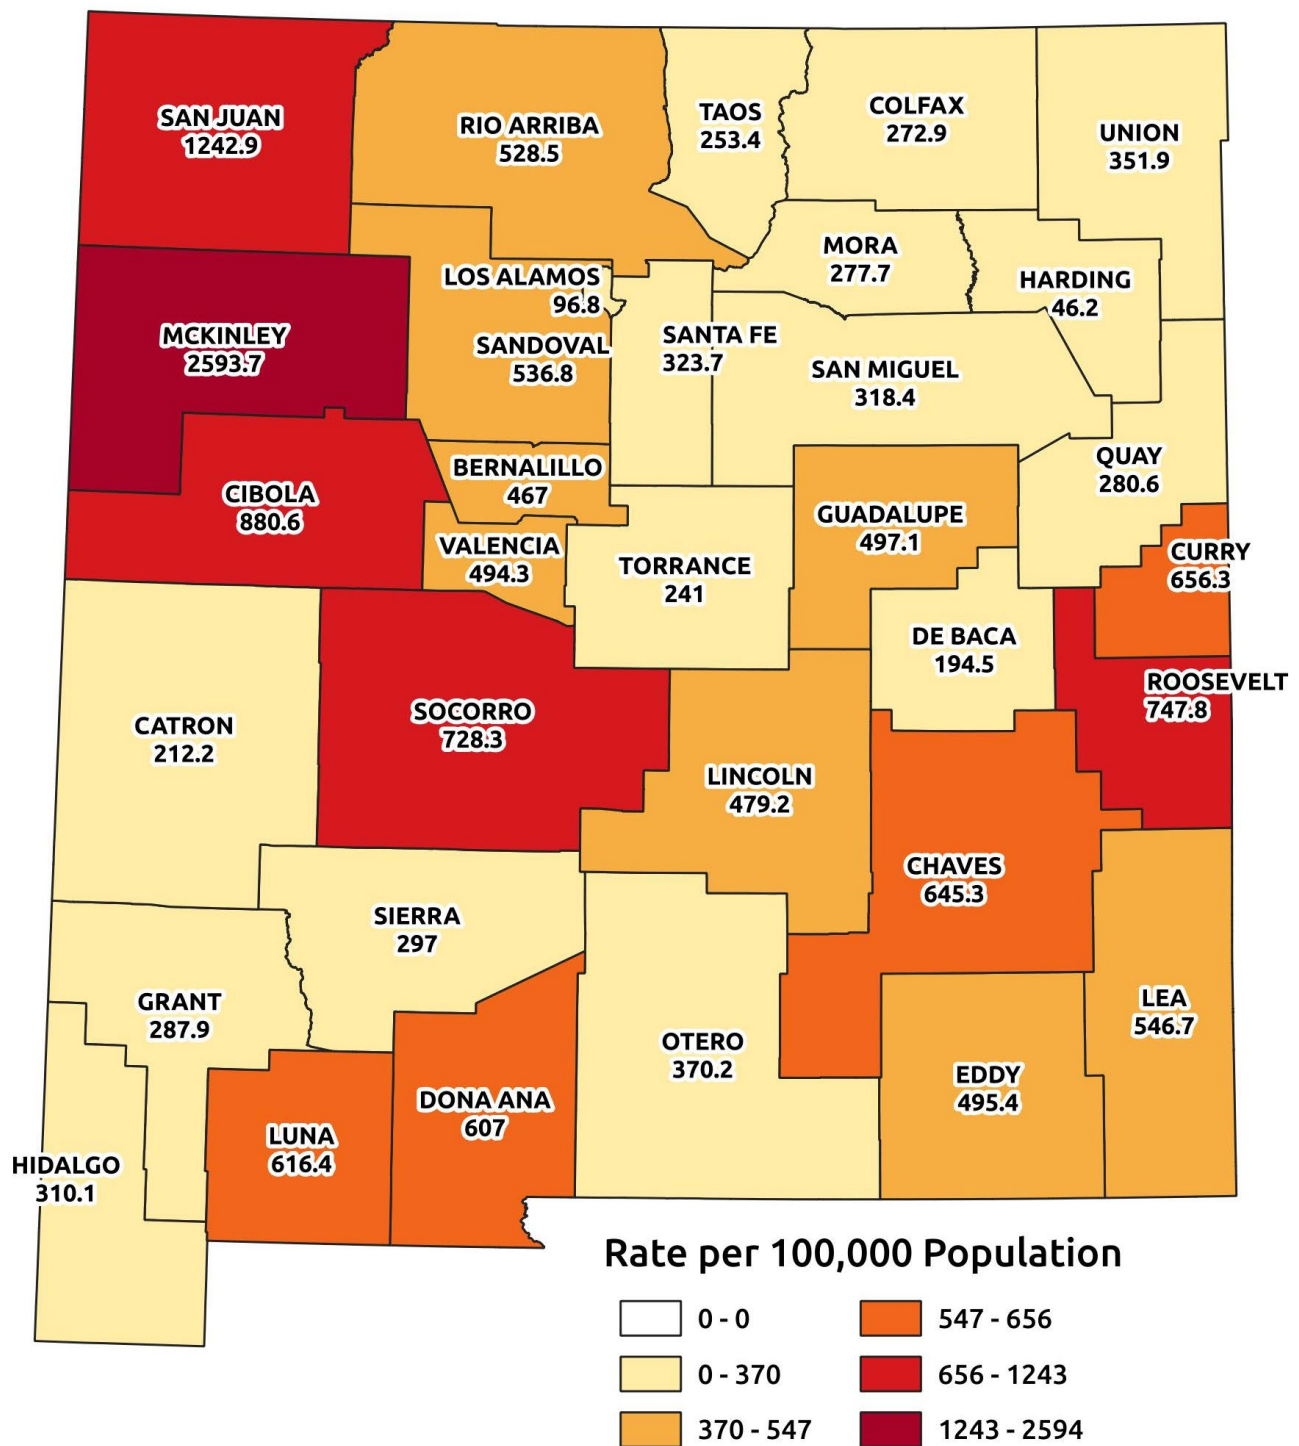 SAN JUAN
1242.9
RIO ARRIBA
528.5
TAOS
253.4
COLFAX
272.9
UNION
351.9
MORA
277.7
HARDING
46.2
LOS ALAMOS
96.8
MCKINLEY
2593.7
SANDOVAL
536.8
SANTA FE
323.7
SAN MIGUEL
318.4
QUAY
280.6
BERNALILLO
467
CIBOLA
880.6
GUADALUPE
497.1
VALENCIA
494.3
TORRANCE
241
CURRY
656.3
DE BACA
194.5
ROOSEVELT
747.8
CATRON
212.2
SOCORRO
728.3
LINCOLN
479.2
CHAVES
645.3
SIERRA
297
GRANT
287.9
LEA
546.7
OTERO
370.2
EDDY
495.4
DONA ANA
607
LUNA
616.4
HIDALGO
310.1
Rate per 100,000 Population
0 - 0
0 - 370
370 - 547
547 - 656
656 - 1243
1243 - 2594